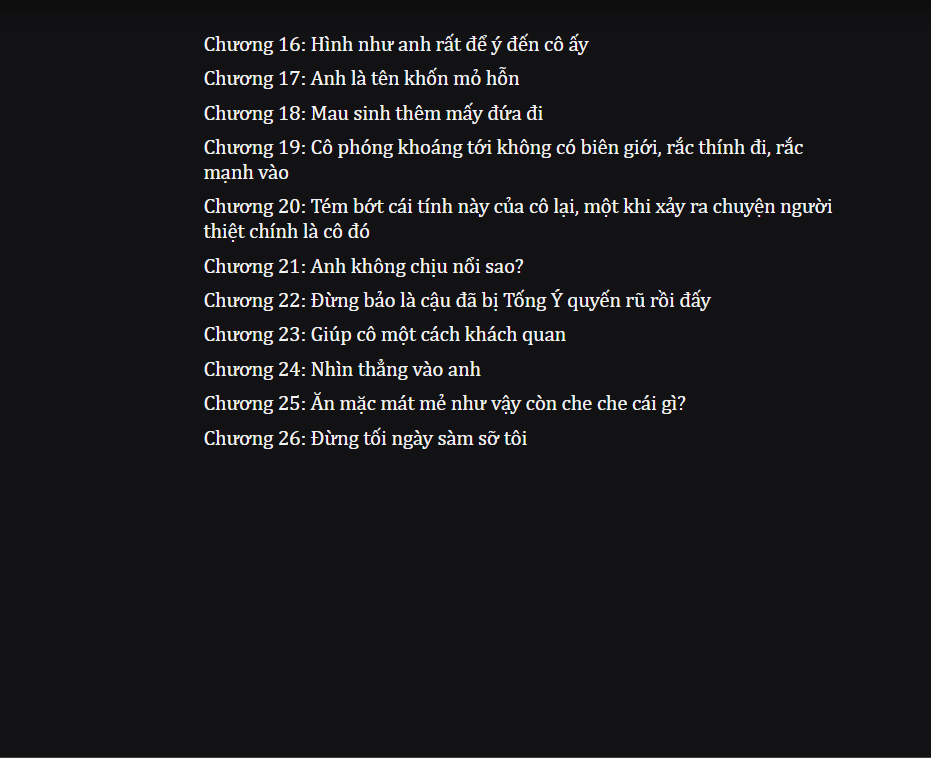 Chương 16: Hình như anh rất để ý đến cô ấy
Chương 17: Anh là tên khốn mỏ hỗn
Chương 18: Mau sinh thêm mấy đứa đi
Chương 19: Cô phóng khoáng tới không có biên giới, rắc thính đi, rắc
mạnh vào
Chương 20: Tém bớt cái tính này của cô lại, một khi xảy ra chuyện người
thiệt chính là cô đó
Chương 21: Anh không chịu nổi sao?
Chương 22: Đừng bảo là cậu đã bị Tống Ý quyến rũ rồi đấy
Chương 23: Giúp cô một cách khách quan
Chương 24: Nhìn thẳng vào anh
Chương 25: Ăn mặc mát mẻ như vậy còn che che cái gì?
Chương 26: Đừng tối ngày sàm sỡ tôi